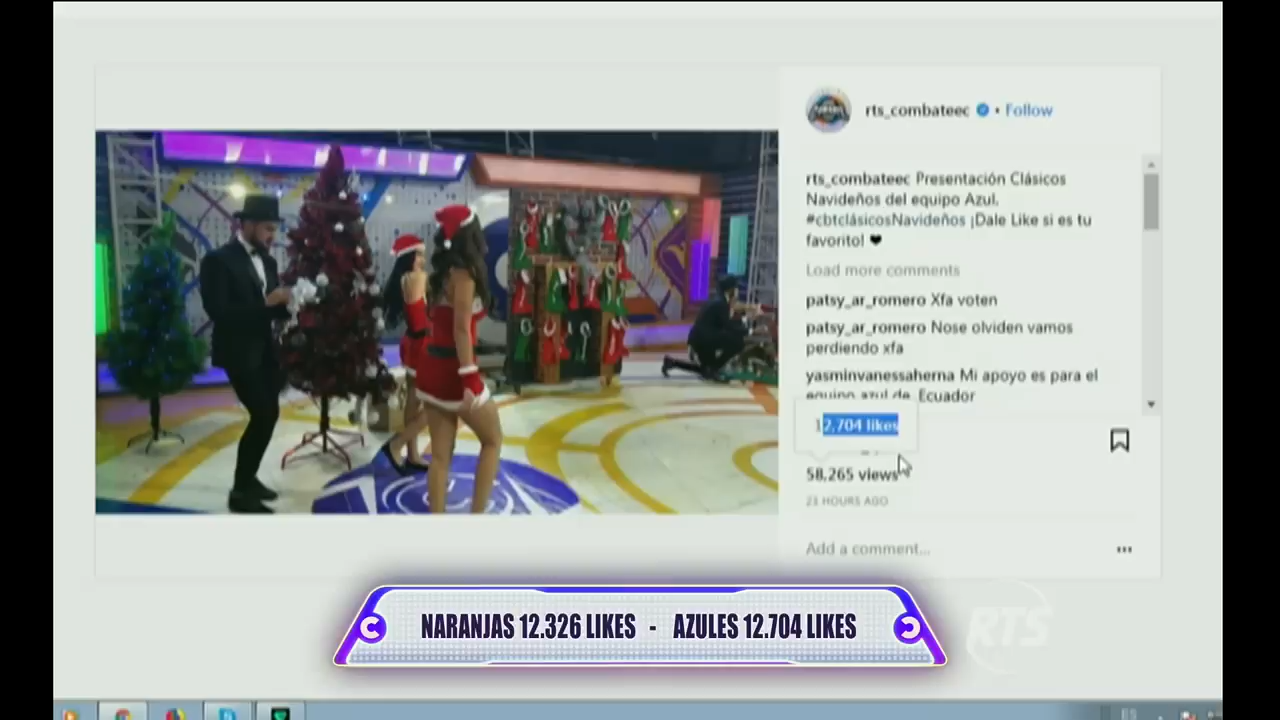 rts_combateec • Follow
rts_combateec Presentación Clásicos
Navideños del equipo Azul.
#cbtclásicosNavideños ¡Dale Like si es tu
favorito! ❤
Load more comments
patsy_ar_romero Xfa voten
patsy_ar_romero Nose olviden vamos
perdiendo xfa
yasminvanessaherna Mi apoyo es para el
equipo azul de Ecuador
12,704 likes
58,265 views
23 HOURS AGO
Add a comment...
NARANJAS 12.326 LIKES - AZULES 12.704 LIKES
RTS
ES